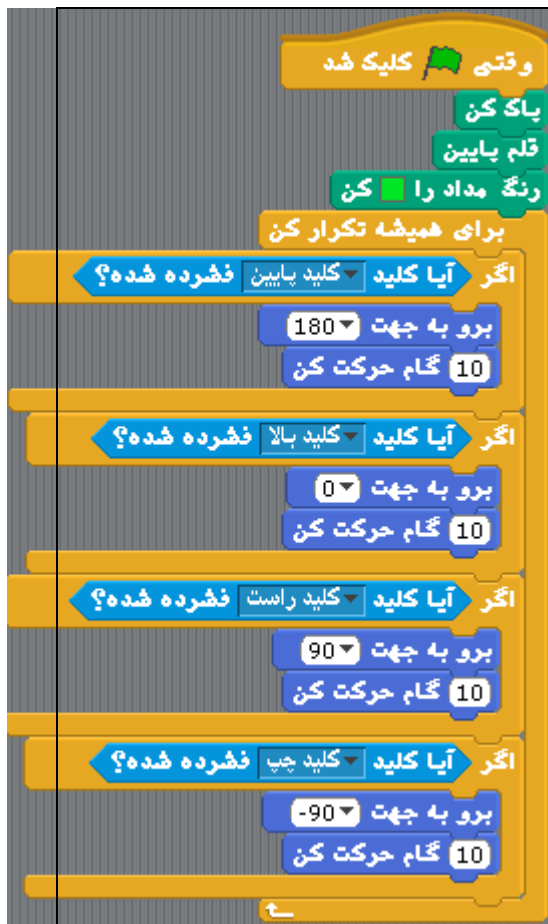 وقتی کلیک شد
پاک کن
قلم پایین
رنگ مداد را کن
برای همیشه تکرار کن
اگر آیا کلید کلید پایین فشرده شده؟
برو به جهت 180
10 گام حرکت کن
اگر آیا کلید کلید بالا فشرده شده؟
برو به جهت 0
10 گام حرکت کن
اگر آیا کلید کلید راست فشرده شده؟
برو به جهت 90
10 گام حرکت کن
اگر آیا کلید کلید چپ فشرده شده؟
برو به جهت -90
10 گام حرکت کن